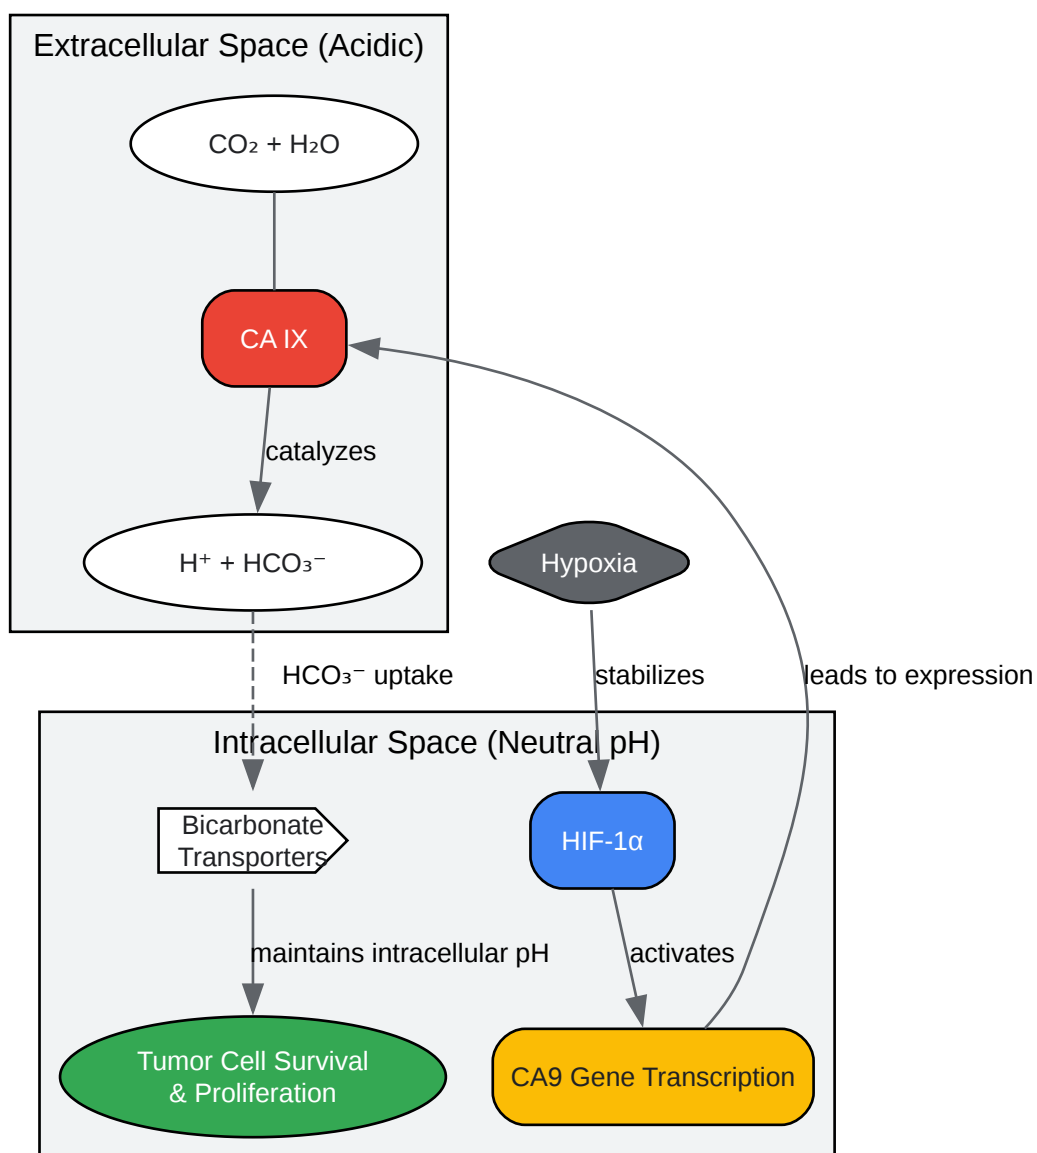 Extracellular Space (Acidic)
CO₂ + H₂O
CA IX
catalyzes
H⁺ + HCO₃⁻
Hypoxia
HCO₃⁻ uptake
stabilizes
leads to expression
Intracellular Space (Neutral pH)
Bicarbonate
Transporters
HIF-1α
maintains intracellular pH
activates
Tumor Cell Survival
& Proliferation
CA9 Gene Transcription